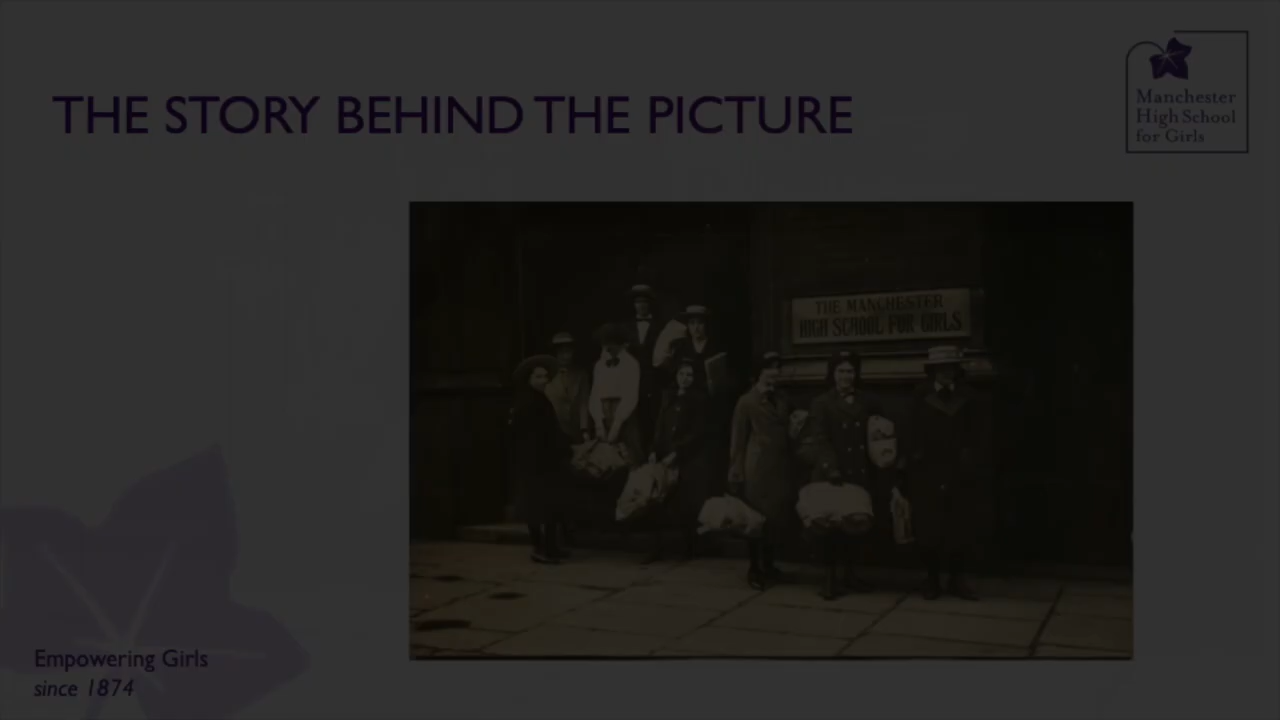 THE STORY BEHIND THE PICTURE
Manchester
High School
for Girls
THE MANCHESTER
HIGH SCHOOL FOR GIRLS
Empowering Girls
since 1874